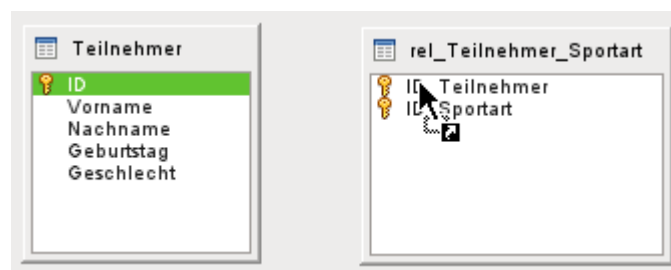 Teilnehmer
ID
Vorname
Nachname
Geburtstag
Geschlecht
rel_Teilnehmer_Sportart
ID_Teilnehmer
ID_Sportart